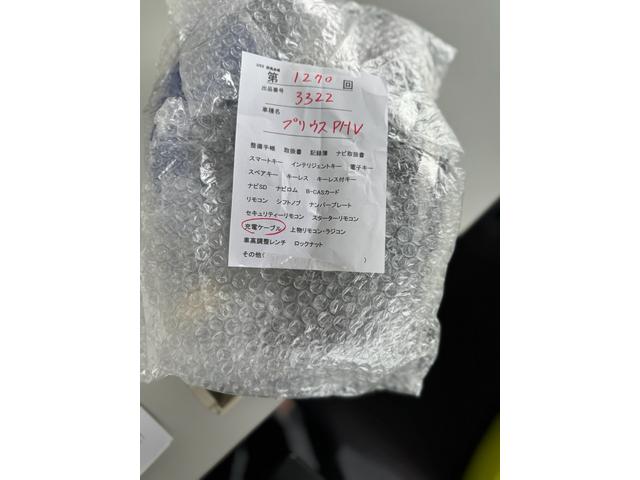 第 1270 回
出品番号
3322
車種名
プリウスPHV
整備手帳 取扱書 記録簿 ナビ取扱書
スマートキー インテリジェントキー 電子キー
スペアキー キーレス キーレス付キー
ナビSD ナビロム B-CASカード
リモコン シフトノブ ナンバープレート
セキュリティーリモコン スターターリモコン
充電ケーブル 上物リモコン・ラジコン
車高調整レンチ ロックナット
その他( )